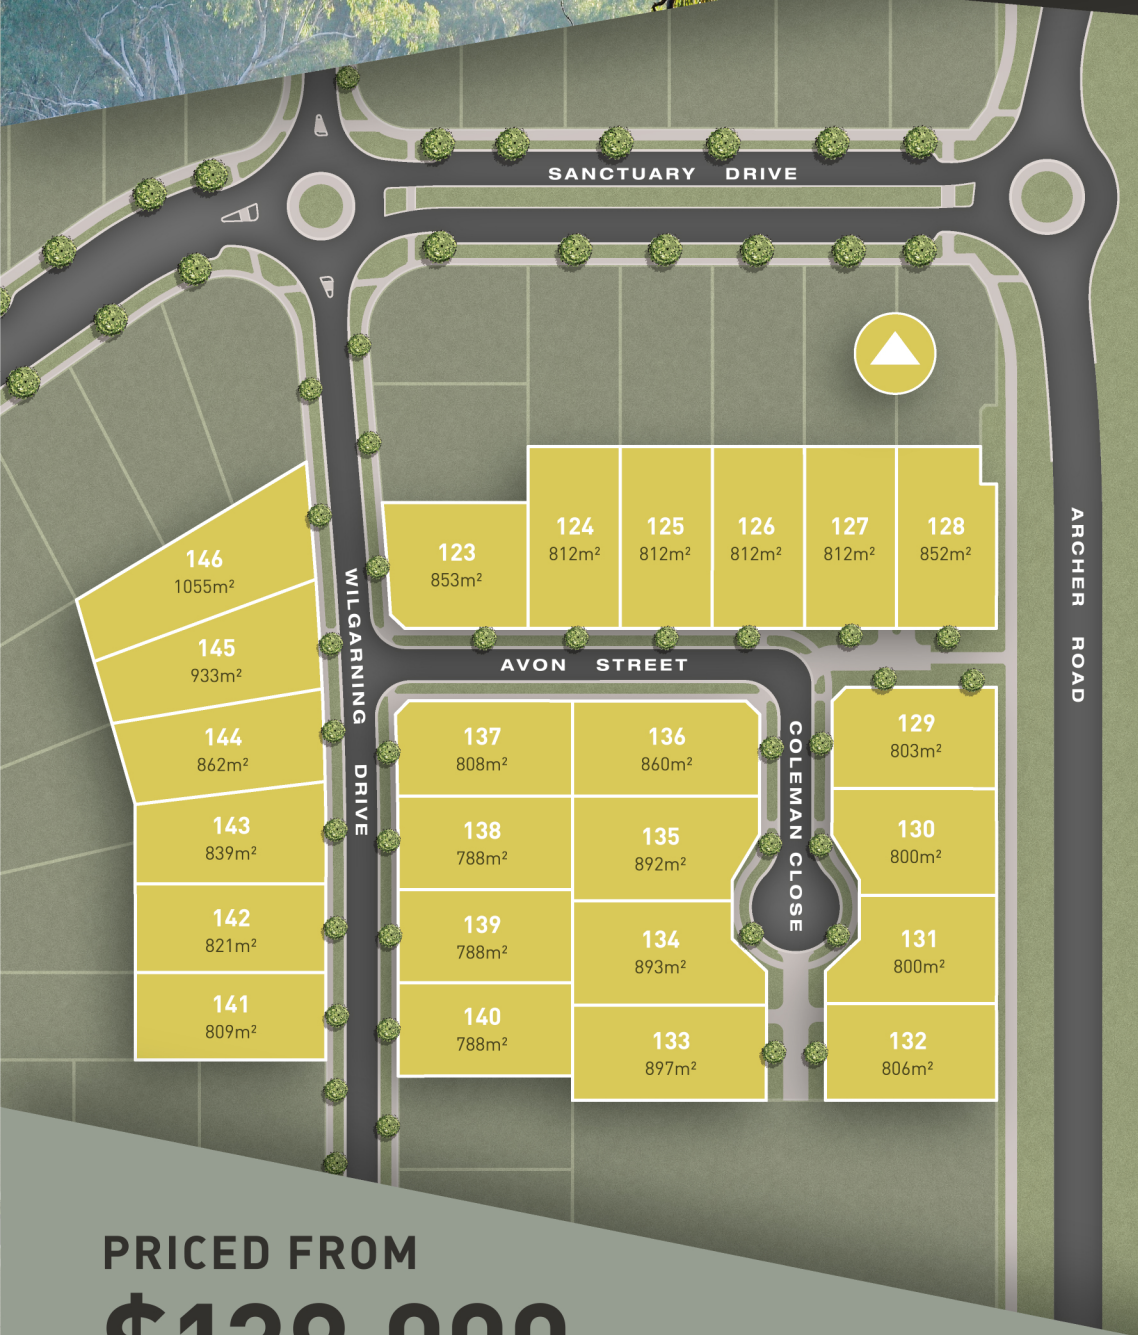 SANCTUARY DRIVE
124
812m²
125
812m²
126
812m²
127
812m²
128
852m²
123
853m²
146
1055m²
145
933m²
144
862m²
143
839m²
142
821m²
141
809m²
WILGARNING DRIVE
AVON STREET
ARCHER ROAD
137
808m²
136
860m²
138
788m²
135
892m²
139
788m²
134
893m²
140
788m²
133
897m²
COLEMAN CLOSE
129
803m²
130
800m²
131
800m²
132
806m²
PRICED FROM